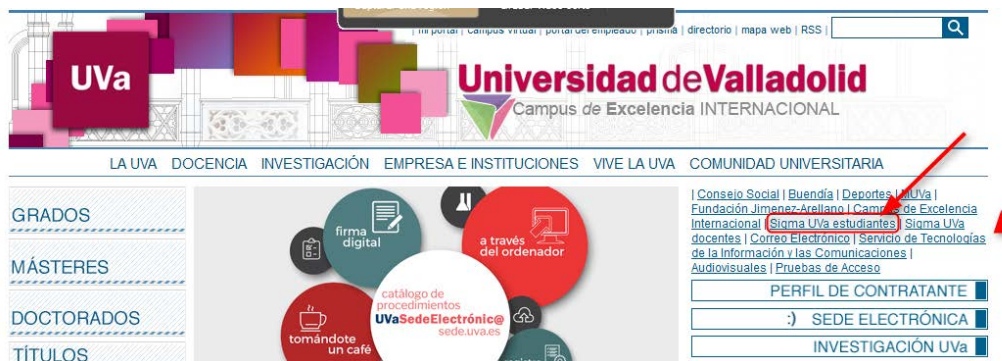 | mi portal | campus virtual | portal del empleado | prisma | directorio | mapa web | RSS |
UVa
Universidad deValladolid
Campus de Excelencia INTERNACIONAL
LA UVA DOCENCIA INVESTIGACIÓN EMPRESA E INSTITUCIONES VIVE LA UVA COMUNIDAD UNIVERSITARIA
GRADOS
MÁSTERES
DOCTORADOS
TÍTULOS
firma
digital
a través
del ordenador
catálogo de
procedimientos
UVaSedeElectrónic@
sede.uva.es
tomándote
un café
| Consejo Social | Buendía | Deportes | UVa |
Fundación Jimenez-Arellano | Campus de Excelencia
Internacional | Sigma UVa estudiantes | Sigma UVa
docentes | Correo Electrónico | Servicio de Tecnologías
de la Información y las Comunicaciones |
Audiovisuales | Pruebas de Acceso
PERFIL DE CONTRATANTE
:) SEDE ELECTRÓNICA
INVESTIGACIÓN UVa